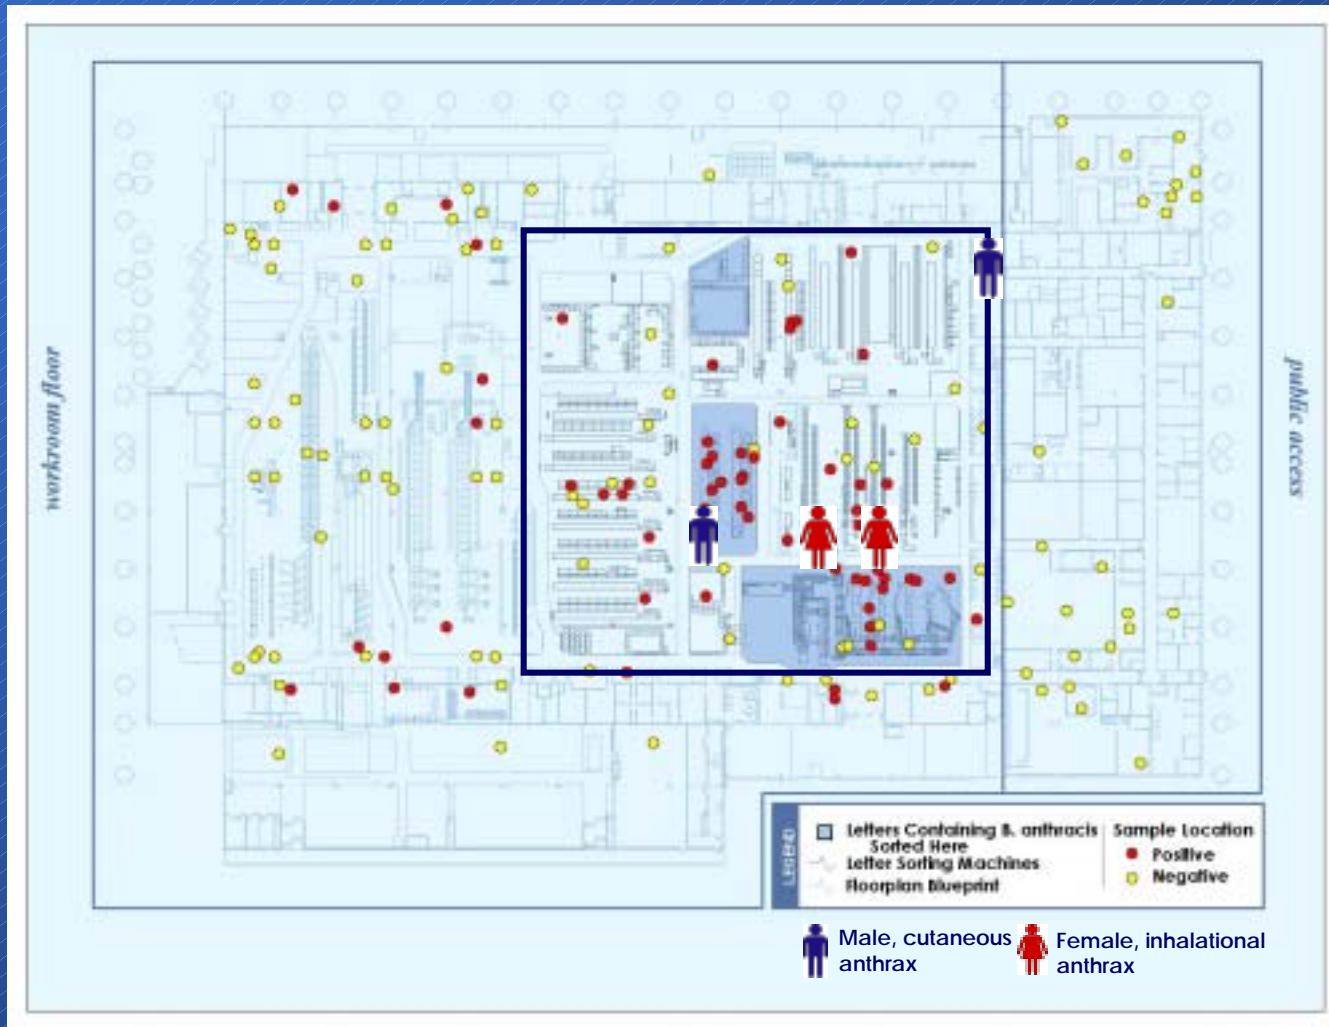 workroom floor
public access
LEGEND
Letters Containing B. anthracis
Sorted Here
Letter Sorting Machines
Floorplan Blueprint
Sample Location
Positive
Negative
Male, cutaneous
anthrax
Female, inhalational
anthrax